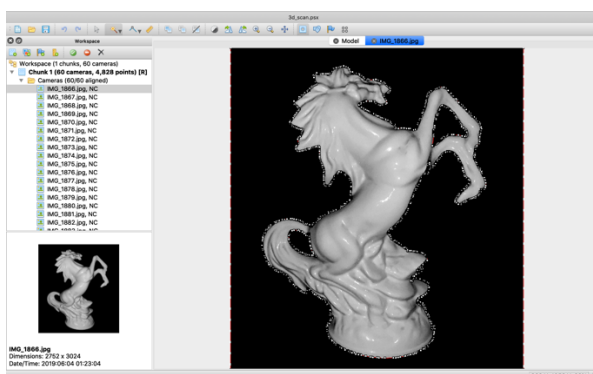 3d_scan.psx
Workspace
Model
IMG_1866.jpg
Workspace (1 chunks, 60 cameras)
Chunk 1 (60 cameras, 4,828 points) [R]
Cameras (60/60 aligned)
IMG_1866.jpg, NC
IMG_1867.jpg, NC
IMG_1868.jpg, NC
IMG_1869.jpg, NC
IMG_1870.jpg, NC
IMG_1871.jpg, NC
IMG_1872.jpg, NC
IMG_1873.jpg, NC
IMG_1874.jpg, NC
IMG_1875.jpg, NC
IMG_1876.jpg, NC
IMG_1877.jpg, NC
IMG_1878.jpg, NC
IMG_1879.jpg, NC
IMG_1880.jpg, NC
IMG_1881.jpg, NC
IMG_1882.jpg, NC
IMG_1866.jpg
Dimensions: 2752 x 3024
Date/Time: 2019:06:04 01:23:04